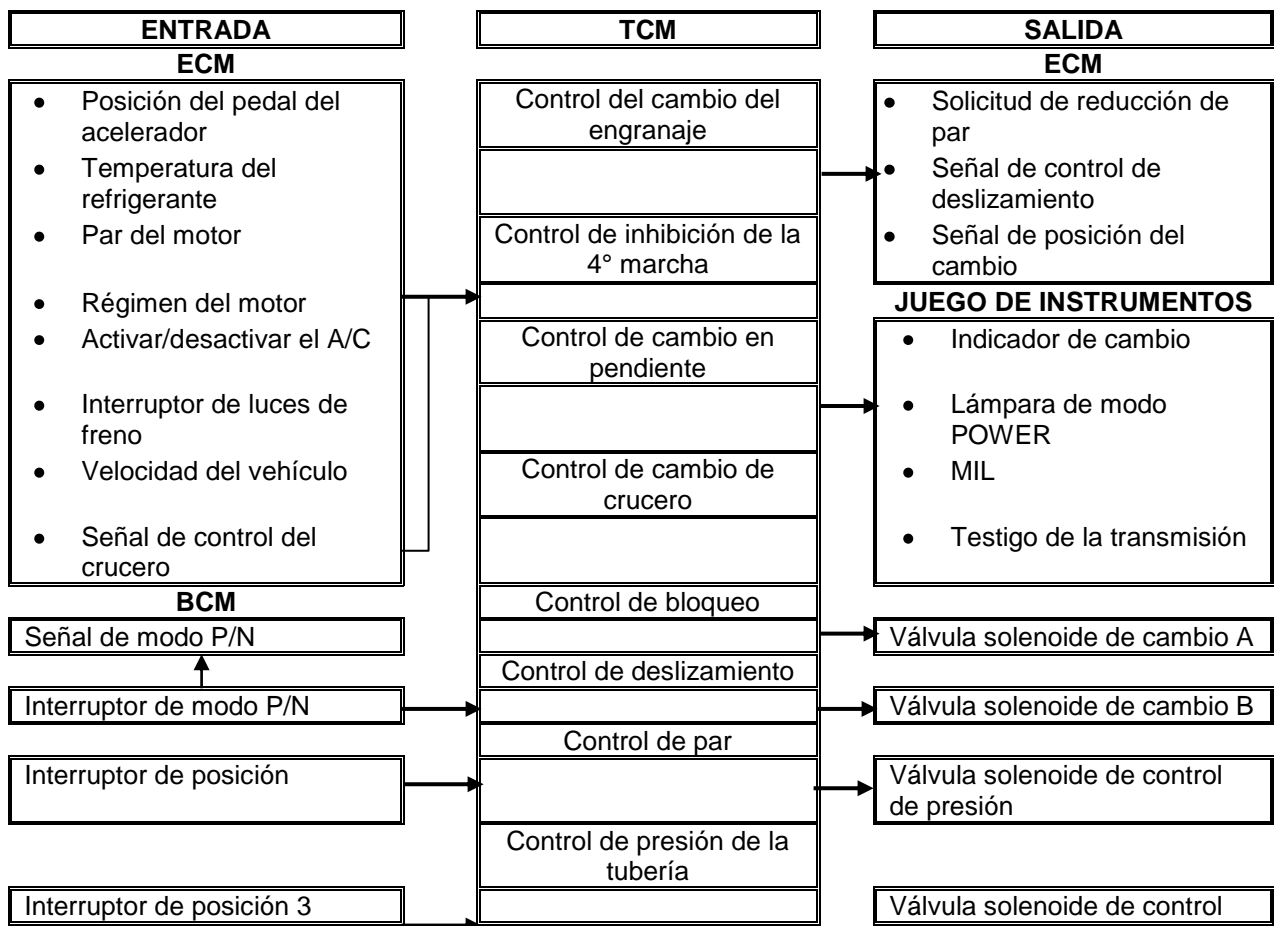 ENTRADA
ECM
Posición del pedal del
acelerador
Temperatura del
refrigerante
Par del motor
Régimen del motor
Activar/desactivar el A/C
Interruptor de luces de
freno
Velocidad del vehículo
Señal de control del
crucero
BCM
Señal de modo P/N
Interruptor de modo P/N
Interruptor de posición
Interruptor de posición 3
TCM
Control del cambio del
engranaje
Control de inhibición de la
4° marcha
Control de cambio en
pendiente
Control de cambio de
crucero
Control de bloqueo
Control de deslizamiento
Control de par
Control de presión de la
tubería
SALIDA
ECM
Solicitud de reducción de
par
Señal de control de
deslizamiento
Señal de posición del
cambio
JUEGO DE INSTRUMENTOS
Indicador de cambio
Lámpara de modo
POWER
MIL
Testigo de la transmisión
Válvula solenoide de cambio A
Válvula solenoide de cambio B
Válvula solenoide de control
de presión
Válvula solenoide de control